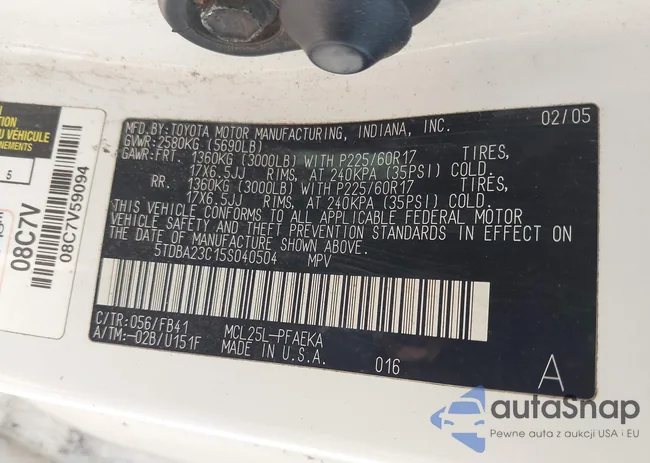 DU VÉHICULE
08C7V
08C7V59094
5
MFD.BY:TOYOTA MOTOR MANUFACTURING, INDIANA, INC. 02/05
GVWR:2580KG (5690LB)
GAWR:FRT. 1360KG (3000LB) WITH P225/60R17 TIRES,
17X6.5JJ RIMS, AT 240KPA (35PSI) COLD.
RR. 1360KG (3000LB) WITH P225/60R17 TIRES,
17X6.5JJ RIMS, AT 240KPA (35PSI) COLD.
THIS VEHICLE CONFORMS TO ALL APPLICABLE FEDERAL MOTOR
VEHICLE SAFETY AND THEFT PREVENTION STANDARDS IN EFFECT ON
THE DATE OF MANUFACTURE SHOWN ABOVE.
5TDBA23C15S040504 MPV
C/TR:056/FB41 MCL25L-PFAEKA
A/TM:-02B/U151F MADE IN U.S.A. 016 A
autaSnap
Pewne auta z aukcji USA i EU